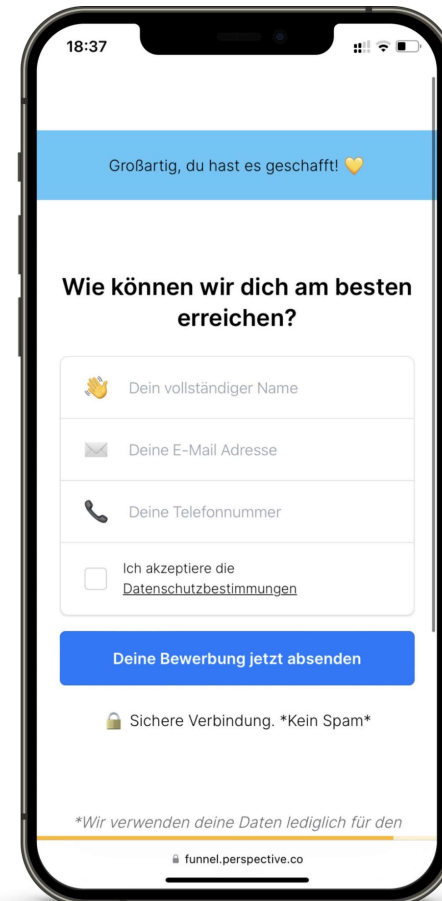 18:37
Großartig, du hast es geschafft! 💛
Wie können wir dich am besten
erreichen?
👋 Dein vollständiger Name
✉️ Deine E-Mail Adresse
📞 Deine Telefonnummer
Ich akzeptiere die
Datenschutzbestimmungen
Deine Bewerbung jetzt absenden
🔒 Sichere Verbindung. *Kein Spam*
*Wir verwenden deine Daten lediglich für den
funnel.perspective.co